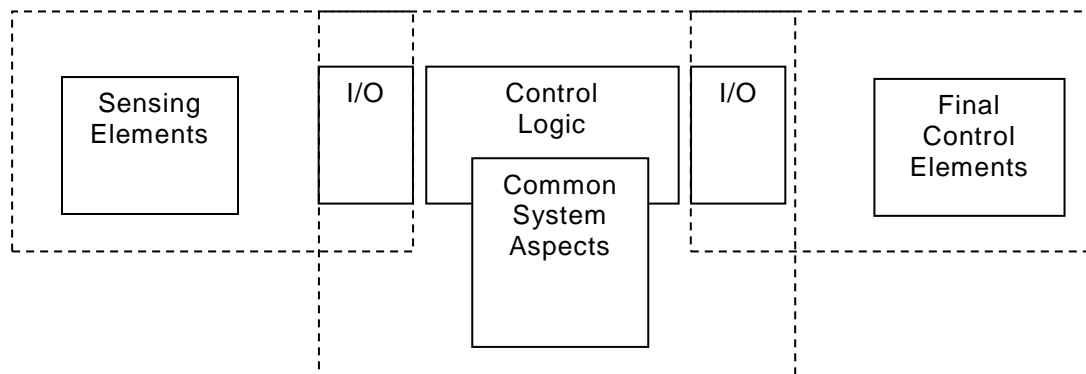 Sensing
Elements
I/O
Control
Logic
Common
System
Aspects
I/O
Final
Control
Elements